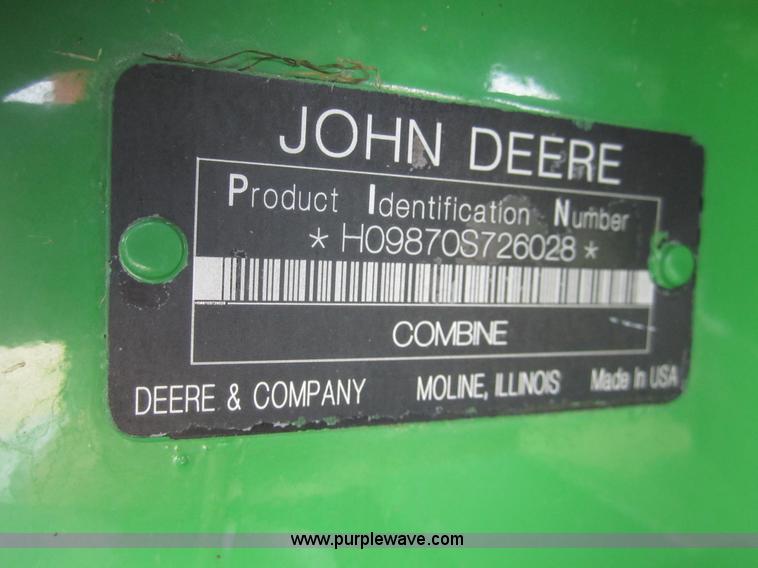 JOHN DEERE
Product Identification Number
*H09870S726028*
COMBINE
DEERE & COMPANY MOLINE, ILLINOIS Made In USA
www.purplewave.com